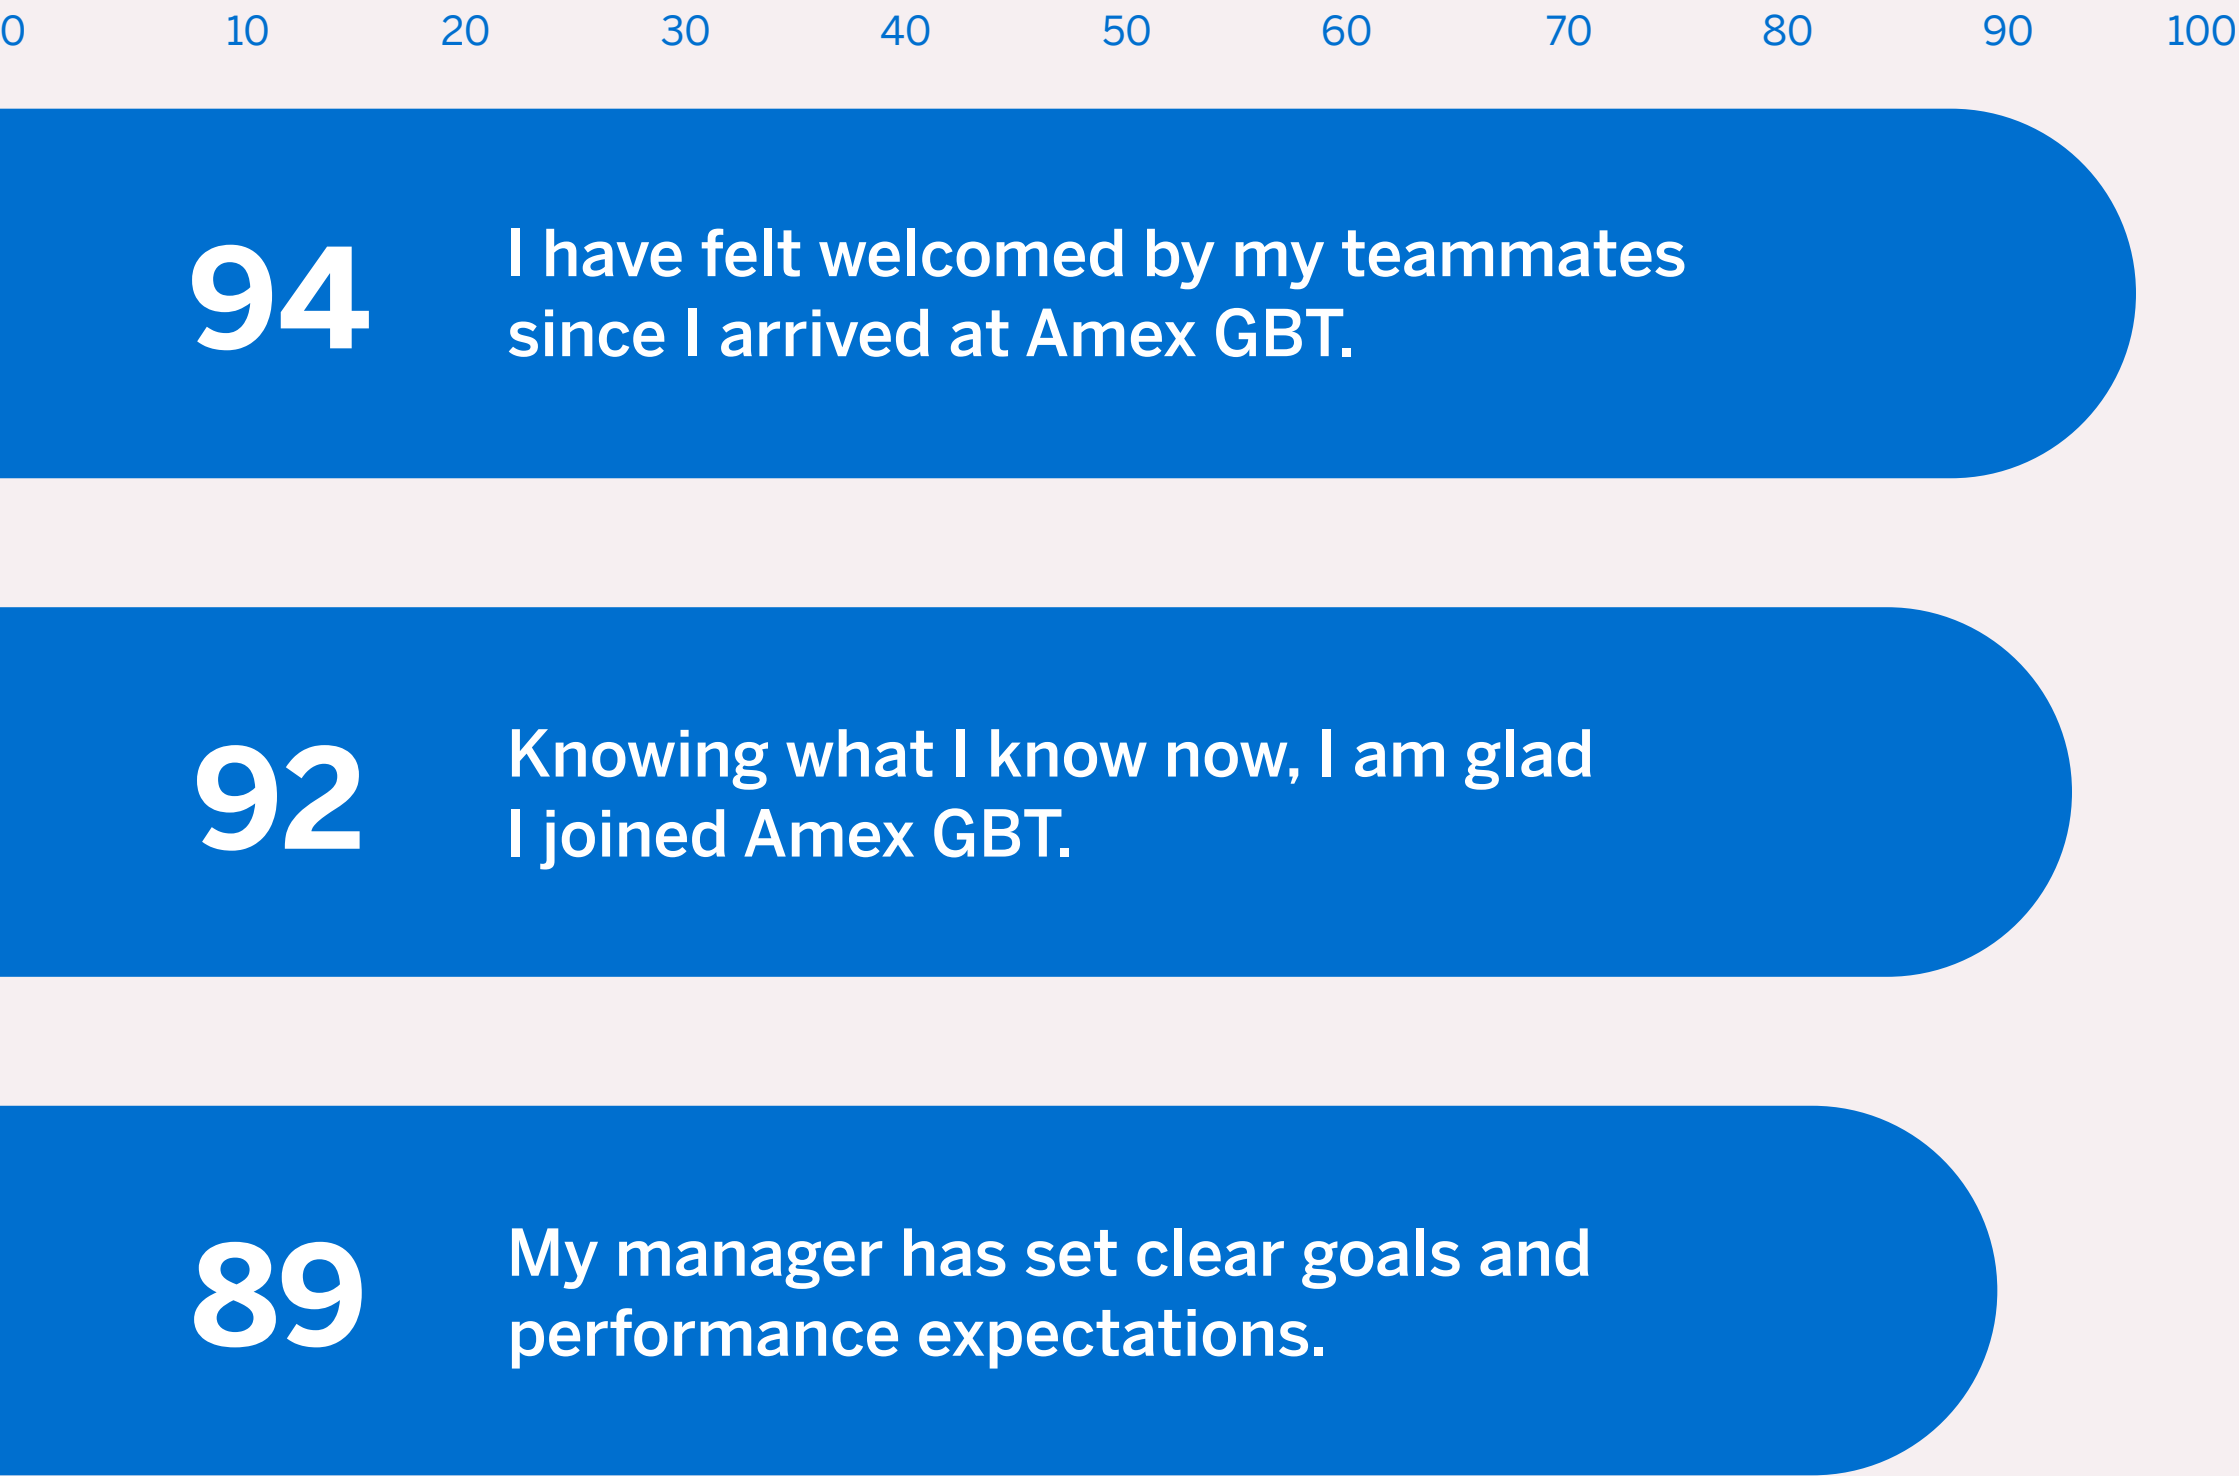 0 10 20 30 40 50 60 70 80 90 100
94
I have felt welcomed by my teammates
since I arrived at Amex GBT.
92
Knowing what I know now, I am glad
I joined Amex GBT.
89
My manager has set clear goals and
performance expectations.